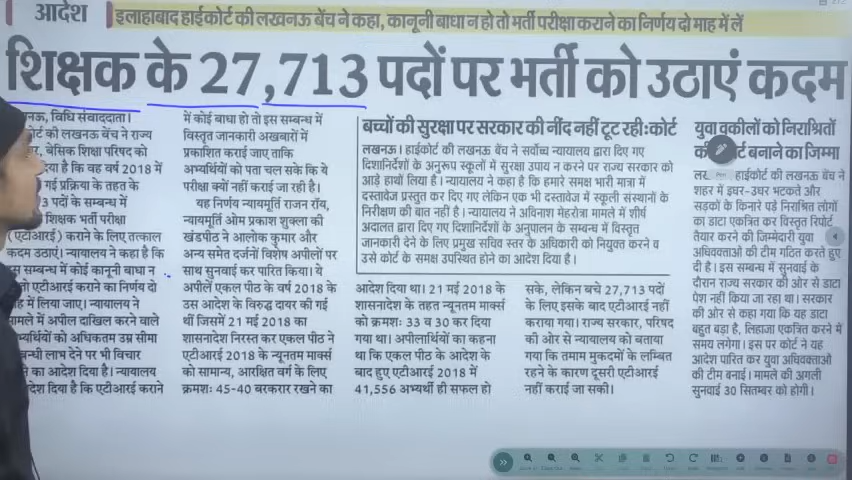 आदेश
इलाहाबाद हाईकोर्ट की लखनऊ बेंच ने कहा, कानूनी बाधा न हो तो भर्ती परीक्षा कराने का निर्णय दो माह में लें
शिक्षक के 27,713 पदों पर भर्ती को उठाएं कदम
विधि संवाददाता।
की लखनऊ बेंच ने राज्य
बेसिक शिक्षा परिषद को
है कि वह वर्ष 2018 में
गई प्रक्रिया के तहत के
पदों के सम्बन्ध में
शिक्षक भर्ती परीक्षा
(एटीआरई) कराने के लिए तत्काल
कदम उठाएं। न्यायालय ने कहा है कि
सम्बन्ध में कोई कानूनी बाधा न
एटीआरई कराने का निर्णय दो
में लिया जाए। न्यायालय ने
मामले में अपील दाखिल करने वाले
को अधिकतम उम्र सीमा
लाभ देने पर भी विचार
का आदेश दिया है। न्यायालय
दिया है कि एटीआरई कराने
में कोई बाधा हो तो इस सम्बन्ध में
विस्तृत जानकारी अखबारों में
प्रकाशित कराई जाए ताकि
अभ्यर्थियों को पता चल सके कि ये
परीक्षा क्यों नहीं कराई जा रही है।
यह निर्णय न्यायमूर्ति राजन रॉय,
न्यायमूर्ति ओम प्रकाश शुक्ला की
खंडपीठ ने आलोक कुमार और
अन्य समेत दर्जनों विशेष अपीलों पर
साथ सुनवाई कर पारित किया। ये
अपीलें एकल पीठ के वर्ष 2018 के
उस आदेश के विरुद्ध दायर की गई
थीं जिसमें 21 मई 2018 का
शासनादेश निरस्त कर एकल पीठ ने
एटीआरई 2018 के न्यूनतम मार्क्स
को सामान्य, आरक्षित वर्ग के लिए
क्रमशः 45-40 बरकरार रखने का
बच्चों की सुरक्षा पर सरकार की नींद नहीं टूट रही:कोर्ट
लखनऊ। हाईकोर्ट की लखनऊ बेंच ने सर्वोच्च न्यायालय द्वारा दिए गए
दिशानिर्देशों के अनुरूप स्कूलों में सुरक्षा उपाय न करने पर राज्य सरकार को
आड़े हाथों लिया है। न्यायालय ने कहा है कि हमारे समक्ष भारी मात्रा में
दस्तावेज प्रस्तुत कर दिए गए लेकिन एक भी दस्तावेज में स्कूली संस्थानों के
निरीक्षण की बात नहीं है। न्यायालय ने अविनाश मेहरोत्रा मामले में शीर्ष
अदालत द्वारा दिए गए दिशानिर्देशों के अनुपालन के सम्बन्ध में विस्तृत
जानकारी देने के लिए प्रमुख सचिव स्तर के अधिकारी को नियुक्त करने व
उसे कोर्ट के समक्ष उपस्थित होने का आदेश दिया है।
आदेश दिया था। 21 मई 2018 के
शासनादेश के तहत न्यूनतम मार्क्स
को क्रमशः 33 व 30 कर दिया
गया था। अपीलार्थियों का कहना
था कि एकल पीठ के आदेश के
बाद हुए एटीआरई 2018 में
41,556 अभ्यर्थी ही सफल हो
सके, लेकिन बचे 27,713 पदों
के लिए इसके बाद एटीआरई नहीं
कराया गया। राज्य सरकार, परिषद
की ओर से न्यायालय को बताया
गया कि तमाम मुकदमों के लम्बित
रहने के कारण दूसरी एटीआरई
नहीं कराई जा सकी।
युवा वकीलों को निराश्रितों
बनाने का जिम्मा
हाईकोर्ट की लखनऊ बेंच ने
शहर में इधर-उधर भटकते और
सड़कों के किनारे पड़े निराश्रित लोगों
का डाटा एकत्रित कर विस्तृत रिपोर्ट
तैयार करने की जिम्मेदारी युवा
अधिवक्ताओं की टीम गठित करते हुए
दी है। इस सम्बन्ध में सुनवाई के
दौरान राज्य सरकार की ओर से डाटा
पेश नहीं किया जा रहा था। सरकार
की ओर से कहा गया कि यह डाटा
बहुत बड़ा है, लिहाजा एकत्रित करने में
समय लगेगा। इस पर कोर्ट ने यह
आदेश पारित कर युवा अधिवक्ताओं
की टीम बनाई। मामले की अगली
सुनवाई 30 सितम्बर को होगी।